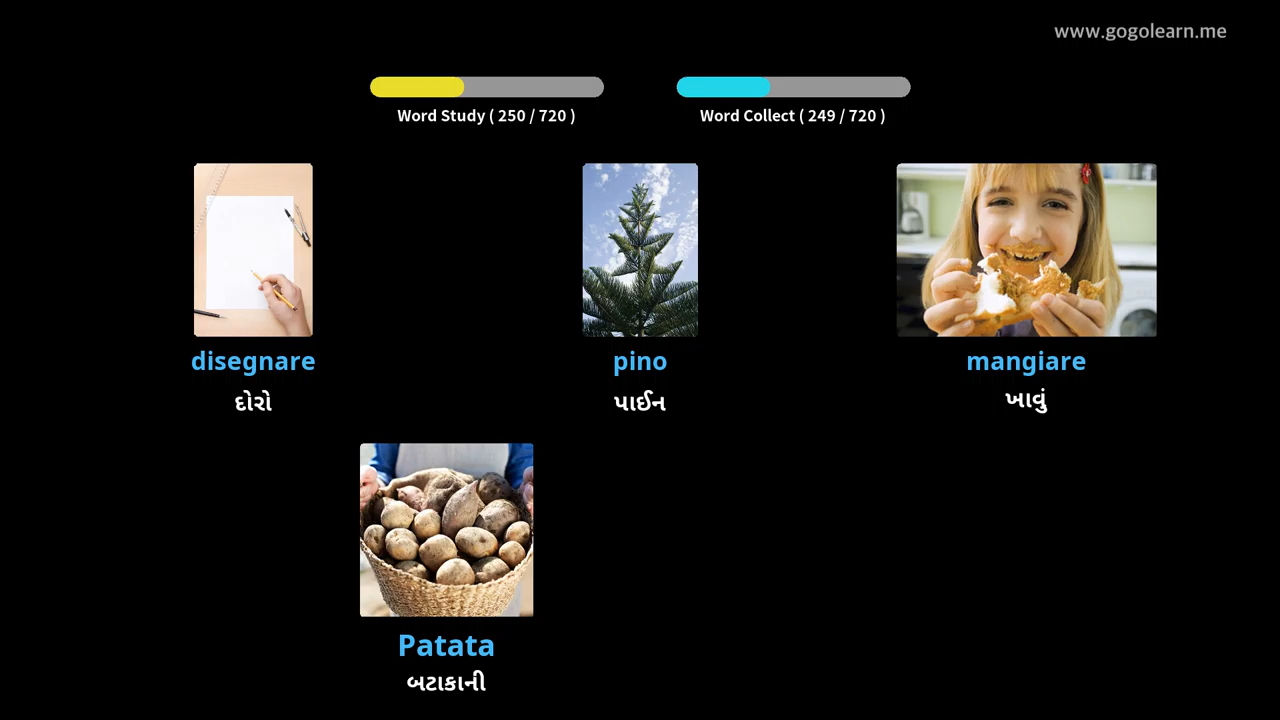 www.gogolearn.me
Word Study ( 250 / 720 )
Word Collect ( 249 / 720 )
disegnare
દોરો
pino
પાઈન
mangiare
ખાવું
Patata
બટાકાની